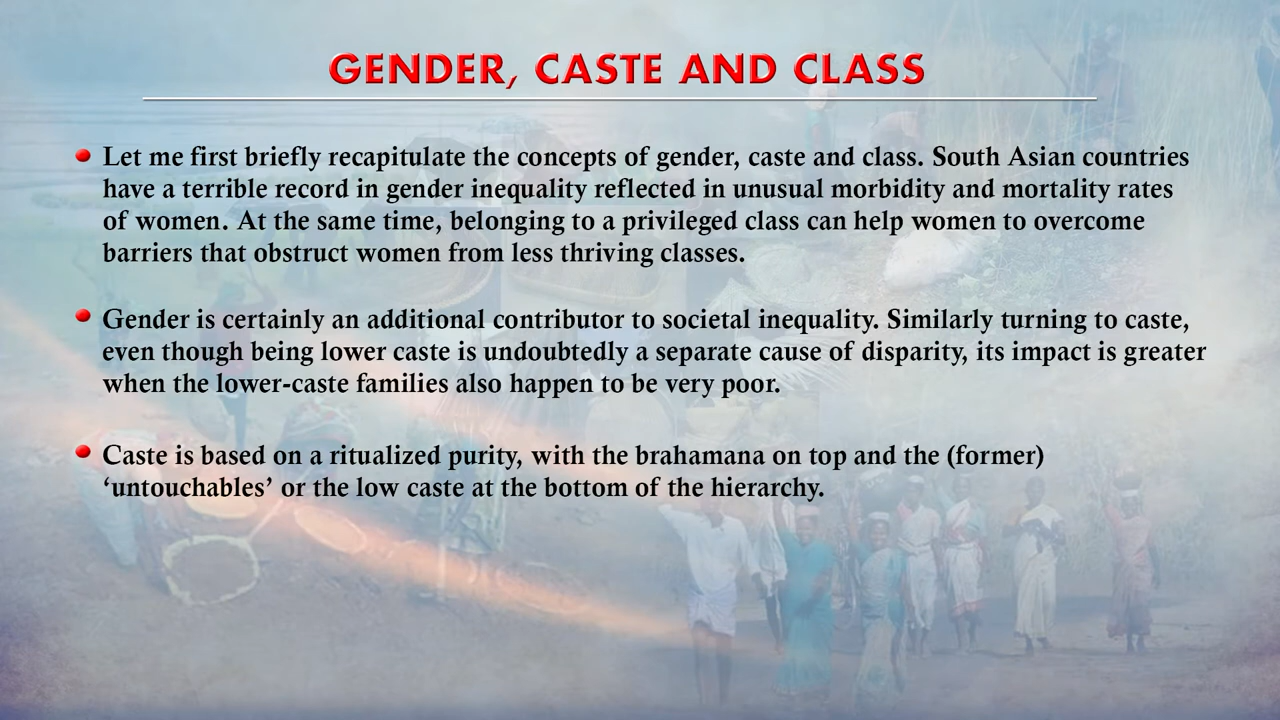 GENDER, CASTE AND CLASS
Let me first briefly recapitulate the concepts of gender, caste and class. South Asian countries
have a terrible record in gender inequality reflected in unusual morbidity and mortality rates
of women. At the same time, belonging to a privileged class can help women to overcome
barriers that obstruct women from less thriving classes.
Gender is certainly an additional contributor to societal inequality. Similarly turning to caste,
even though being lower caste is undoubtedly a separate cause of disparity, its impact is greater
when the lower-caste families also happen to be very poor.
Caste is based on a ritualized purity, with the brahamana on top and the (former)
‘untouchables’ or the low caste at the bottom of the hierarchy.